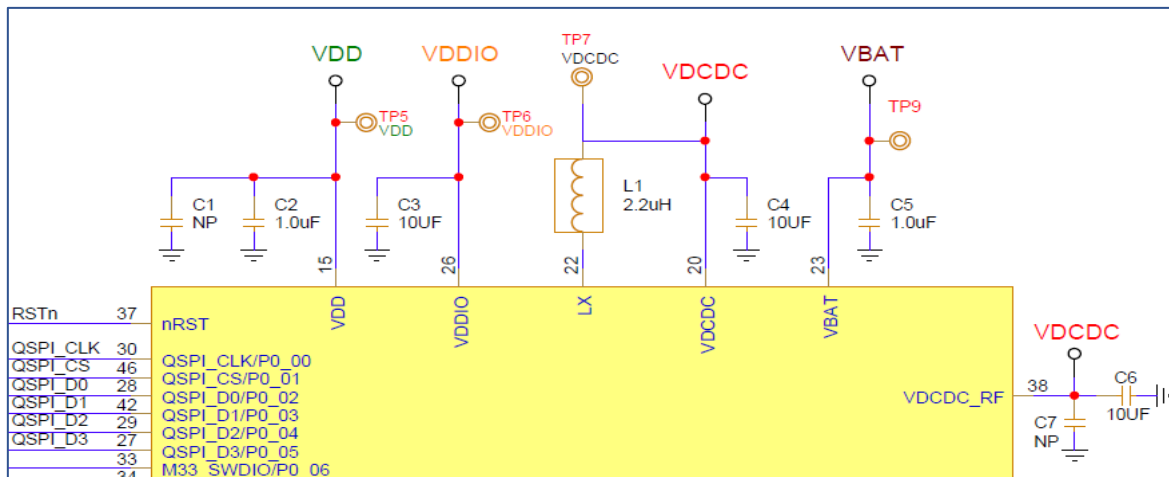 VDD
VDDIO
TP7
VDCDC
VDCDC
VBAT
TP5
VDD
TP6
VDDIO
TP9
C1
NP
C2
1.0uF
C3
10UF
L1
2.2uH
C4
10UF
C5
1.0uF
15
26
22
20
23
VDD
VDDIO
LX
VDCDC
VBAT
RSTn 37 nRST
QSPI_CLK 30 QSPI_CLK/P0_00
QSPI_CS 46 QSPI_CS/P0_01
QSPI_D0 28 QSPI_D0/P0_02
QSPI_D1 42 QSPI_D1/P0_03
QSPI_D2 29 QSPI_D2/P0_04
QSPI_D3 27 QSPI_D3/P0_05
33 M33_SWDIO/P0_06
34
VDCDC
VDCDC_RF 38
C6
10UF
C7
NP